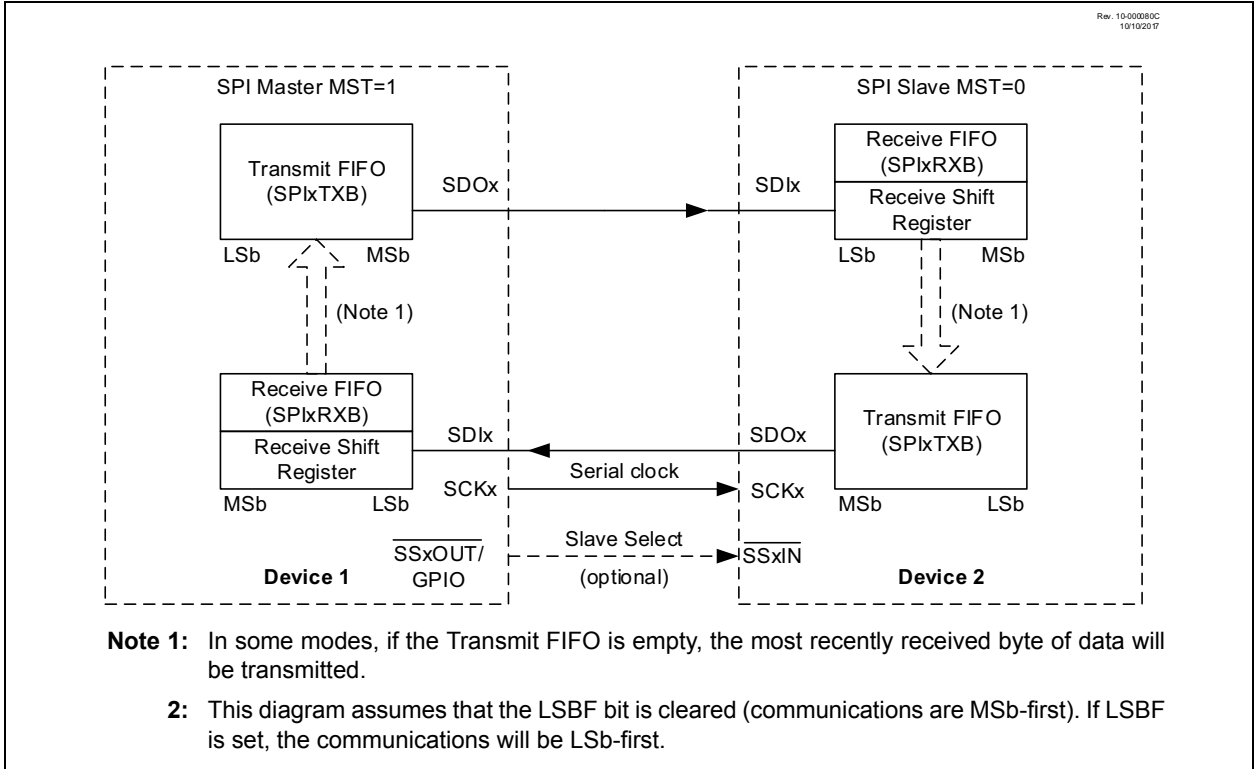 Rev. 10-000080C
10/10/2017
SPI Master MST=1
SPI Slave MST=0
Transmit FIFO
(SPIxTXB)
SDOx
SDIx
Receive FIFO
(SPIxRXB)
Receive Shift
Register
LSb MSb
LSb MSb
(Note 1)
(Note 1)
Receive FIFO
(SPIxRXB)
Receive Shift
Register
SDIx
SDOx
Transmit FIFO
(SPIxTXB)
Serial clock
MSb LSb
SCKx
SCKx
MSb LSb
SSxOUT/
GPIO
Slave Select
(optional)
SSxIN
Device 1
Device 2
Note 1: In some modes, if the Transmit FIFO is empty, the most recently received byte of data will
be transmitted.
2: This diagram assumes that the LSBF bit is cleared (communications are MSb-first). If LSBF
is set, the communications will be LSb-first.